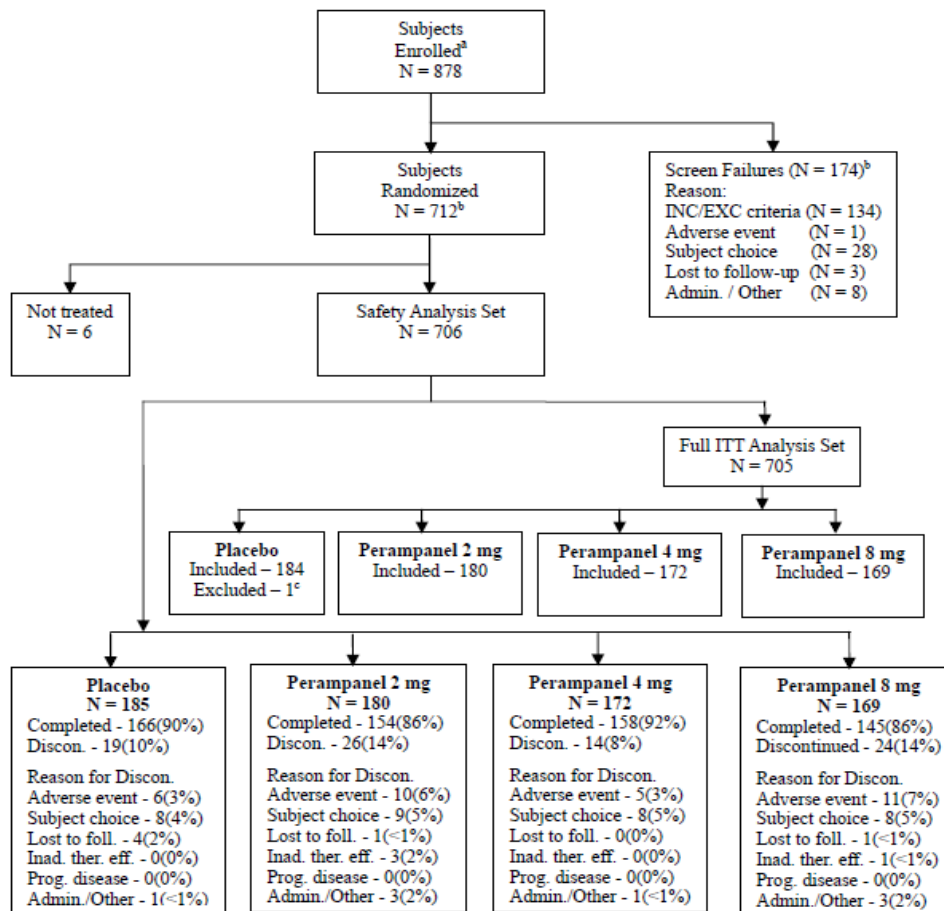 Subjects
Enrolledᵃ
N = 878
Subjects
Randomized
N = 712ᵇ
Screen Failures (N = 174)ᵇ
Reason:
INC/EXC criteria (N = 134)
Adverse event (N = 1)
Subject choice (N = 28)
Lost to follow-up (N = 3)
Admin. / Other (N = 8)
Not treated
N = 6
Safety Analysis Set
N = 706
Full ITT Analysis Set
N = 705
Placebo
Included – 184
Excluded – 1ᶜ
Perampanel 2 mg
Included – 180
Perampanel 4 mg
Included – 172
Perampanel 8 mg
Included – 169
Placebo
N = 185
Completed - 166(90%)
Discon. - 19(10%)
Reason for Discon.
Adverse event - 6(3%)
Subject choice - 8(4%)
Lost to foll. - 4(2%)
Inad. ther. eff. - 0(0%)
Prog. disease - 0(0%)
Admin./Other - 1(<1%)
Perampanel 2 mg
N = 180
Completed - 154(86%)
Discon. - 26(14%)
Reason for Discon.
Adverse event - 10(6%)
Subject choice - 9(5%)
Lost to foll. - 1(<1%)
Inad. ther. eff. - 3(2%)
Prog. disease - 0(0%)
Admin./Other - 3(2%)
Perampanel 4 mg
N = 172
Completed - 158(92%)
Discon. - 14(8%)
Reason for Discon.
Adverse event - 5(3%)
Subject choice - 8(5%)
Lost to foll. - 0(0%)
Inad. ther. eff. - 0(0%)
Prog. disease - 0(0%)
Admin./Other - 1(<1%)
Perampanel 8 mg
N = 169
Completed - 145(86%)
Discontinued - 24(14%)
Reason for Discon.
Adverse event - 11(7%)
Subject choice - 8(5%)
Lost to foll. - 1(<1%)
Inad. ther. eff. - 1(<1%)
Prog. disease - 0(0%)
Admin./Other - 3(2%)